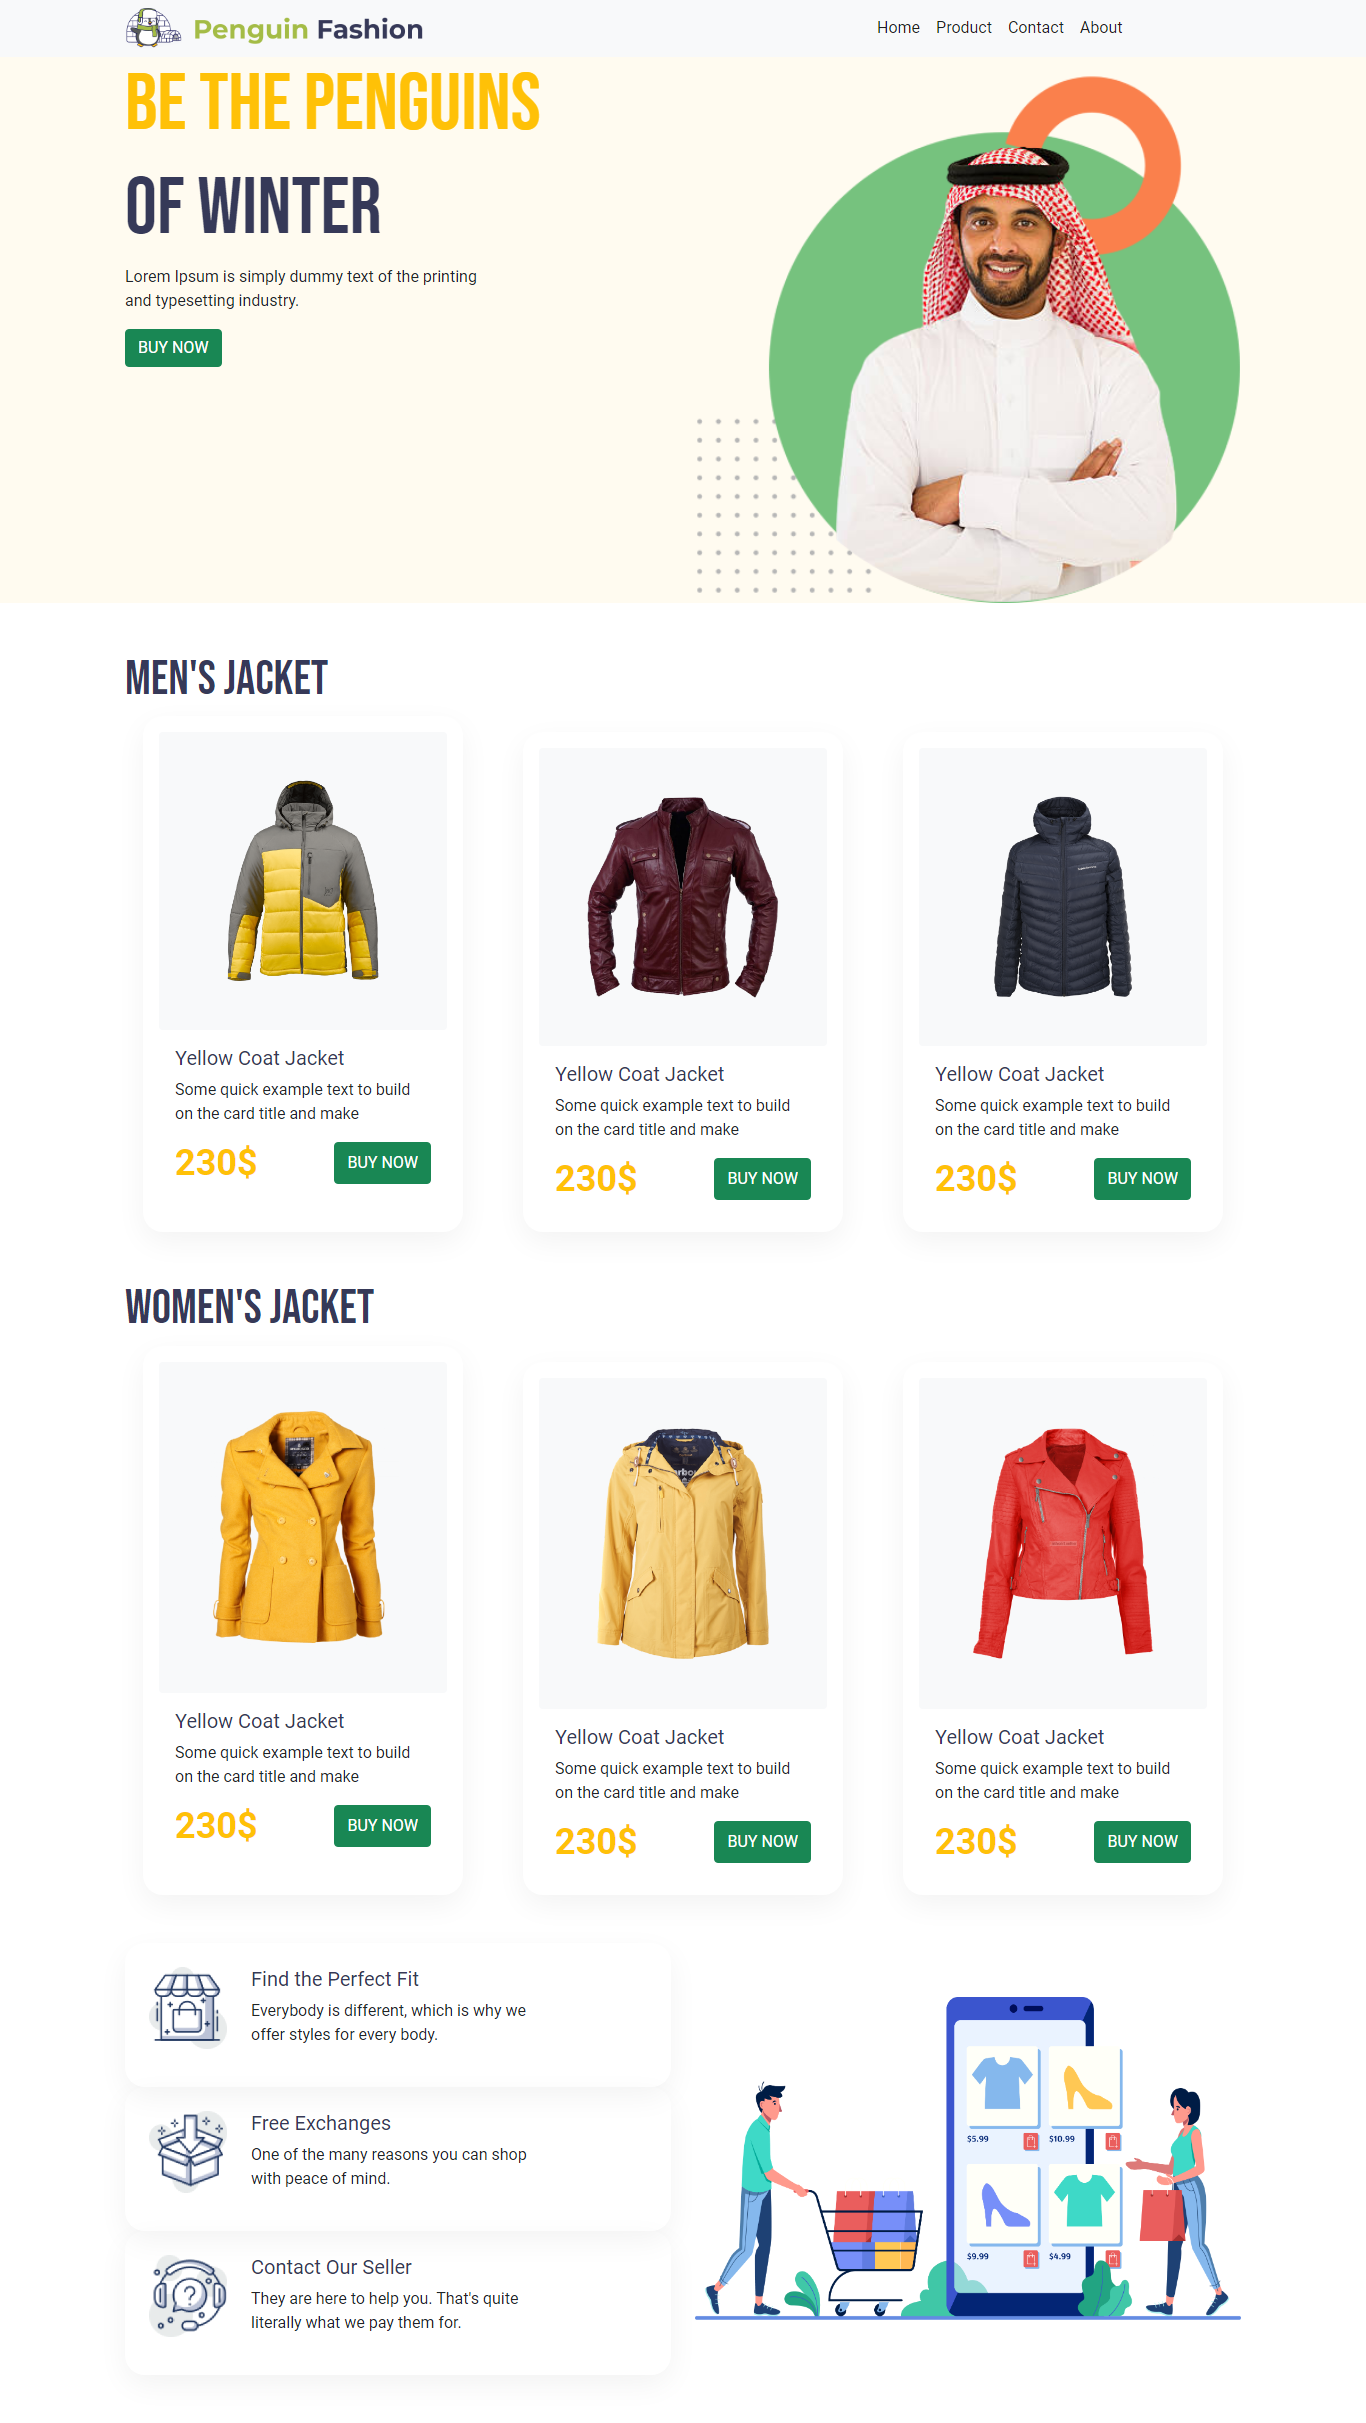 Penguin Fashion
Home Product Contact About
BE THE PENGUINS
OF WINTER
Lorem Ipsum is simply dummy text of the printing
and typesetting industry.
BUY NOW
MEN'S JACKET
Yellow Coat Jacket
Some quick example text to build
on the card title and make
230$ BUY NOW
Yellow Coat Jacket
Some quick example text to build
on the card title and make
230$ BUY NOW
Yellow Coat Jacket
Some quick example text to build
on the card title and make
230$ BUY NOW
WOMEN'S JACKET
Yellow Coat Jacket
Some quick example text to build
on the card title and make
230$ BUY NOW
Yellow Coat Jacket
Some quick example text to build
on the card title and make
230$ BUY NOW
Yellow Coat Jacket
Some quick example text to build
on the card title and make
230$ BUY NOW
Find the Perfect Fit
Everybody is different, which is why we
offer styles for every body.
Free Exchanges
One of the many reasons you can shop
with peace of mind.
Contact Our Seller
They are here to help you. That's quite
literally what we pay them for.
$5.99 $10.99
$9.99 $4.99